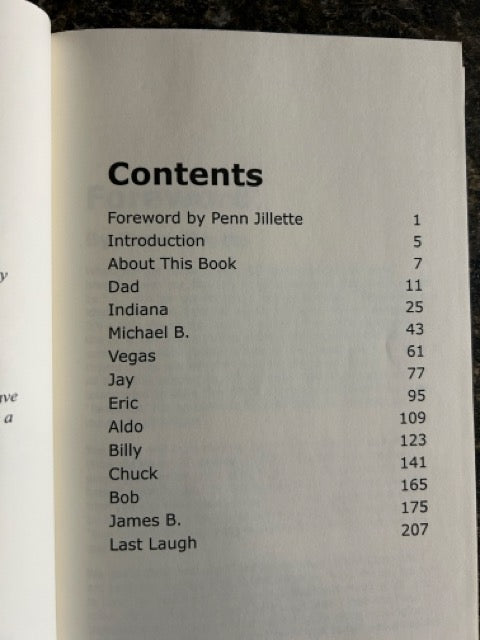 y
a
Contents
Foreword by Penn Jillette 1
Introduction 5
About This Book 7
Dad 11
Indiana 25
Michael B. 43
Vegas 61
Jay 77
Eric 95
Aldo 109
Billy 123
Chuck 141
Bob 165
James B. 175
Last Laugh 207